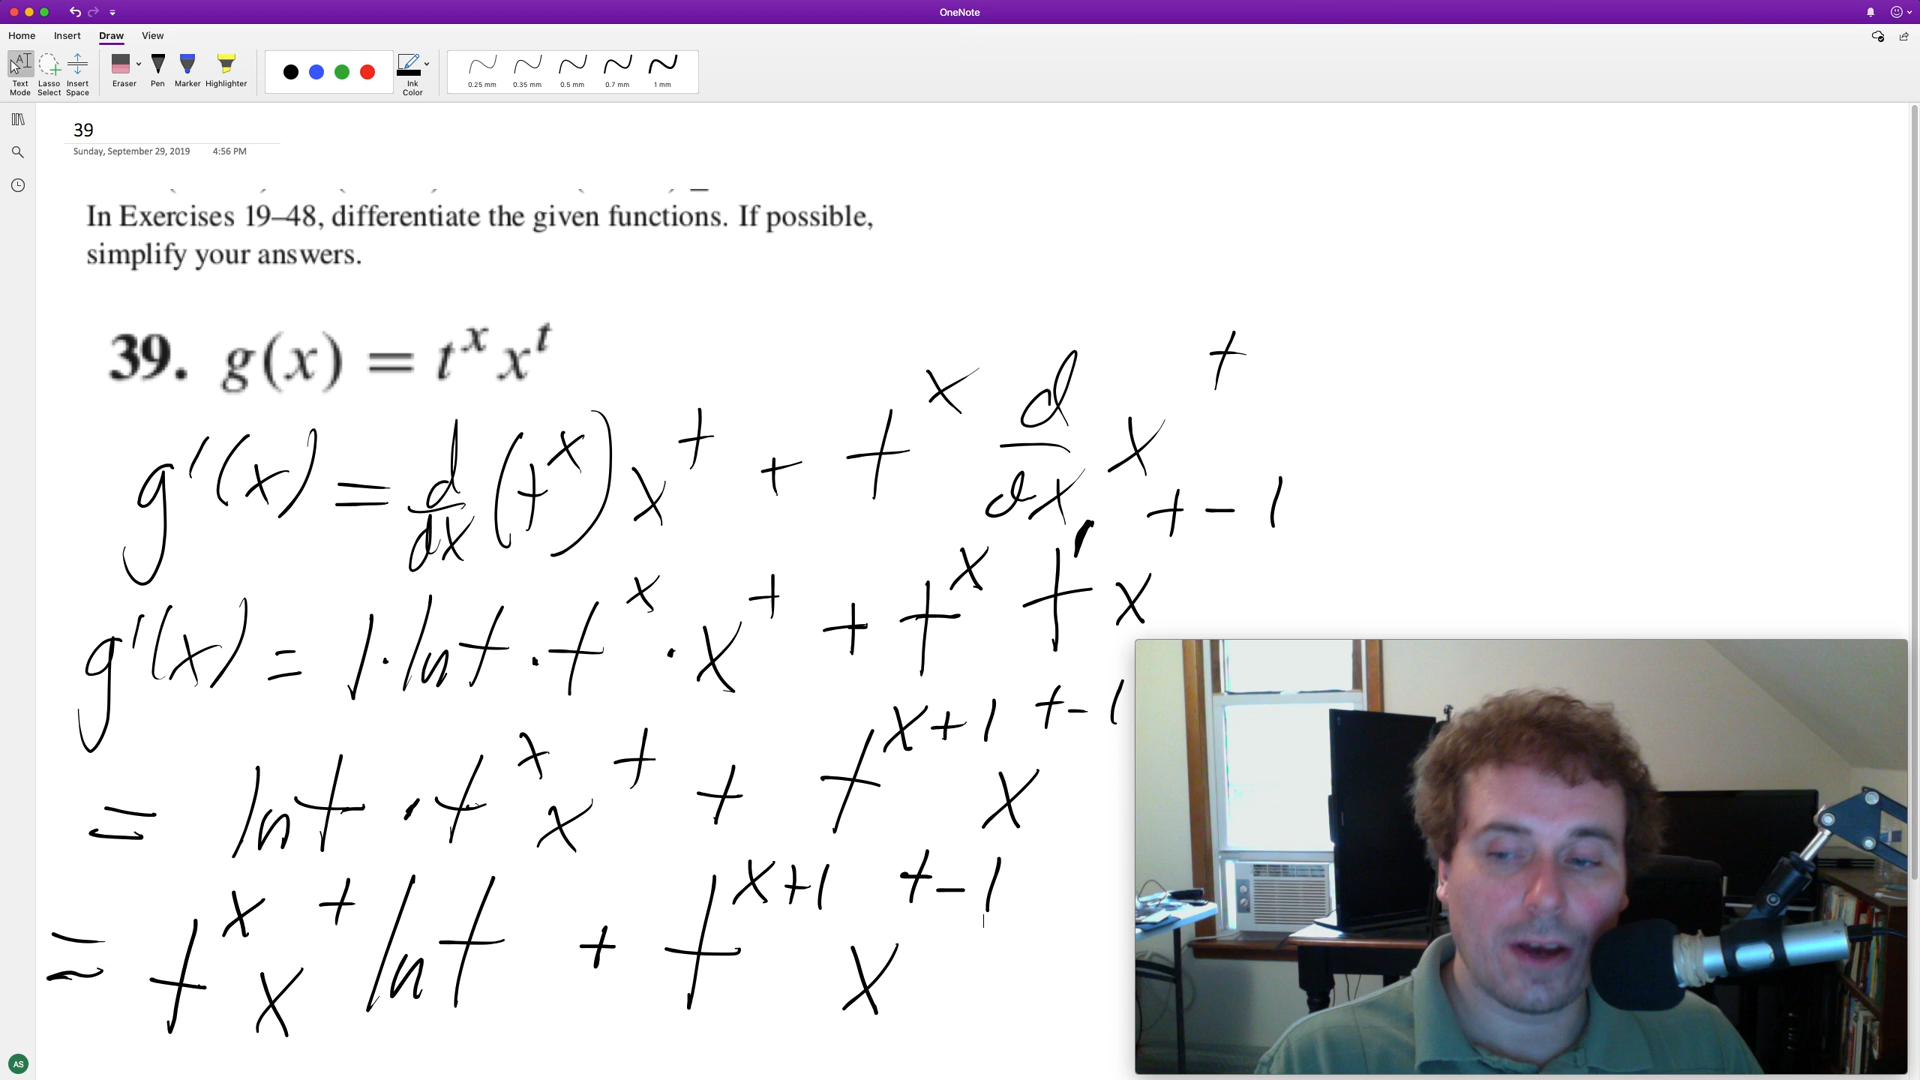 OneNote
Home Insert Draw View
Text Mode Lasso Select Insert Space Eraser Pen Marker Highlighter Ink Color 0.25 mm 0.35 mm 0.5 mm 0.7 mm 1 mm
39
Sunday, September 29, 2019 4:56 PM
In Exercises 19–48, differentiate the given functions. If possible,
simplify your answers.
39. g(x) = t^x x^t
g'(x) = d/dx (t^x) x^t + t^x d/dx x^t
g'(x) = 1 · ln t · t^x · x^t + t^x t x^t-1
= ln t · t^x x^t + t^x+1 x^t-1
= t^x x^t ln t + t^x+1 x^t-1
AS